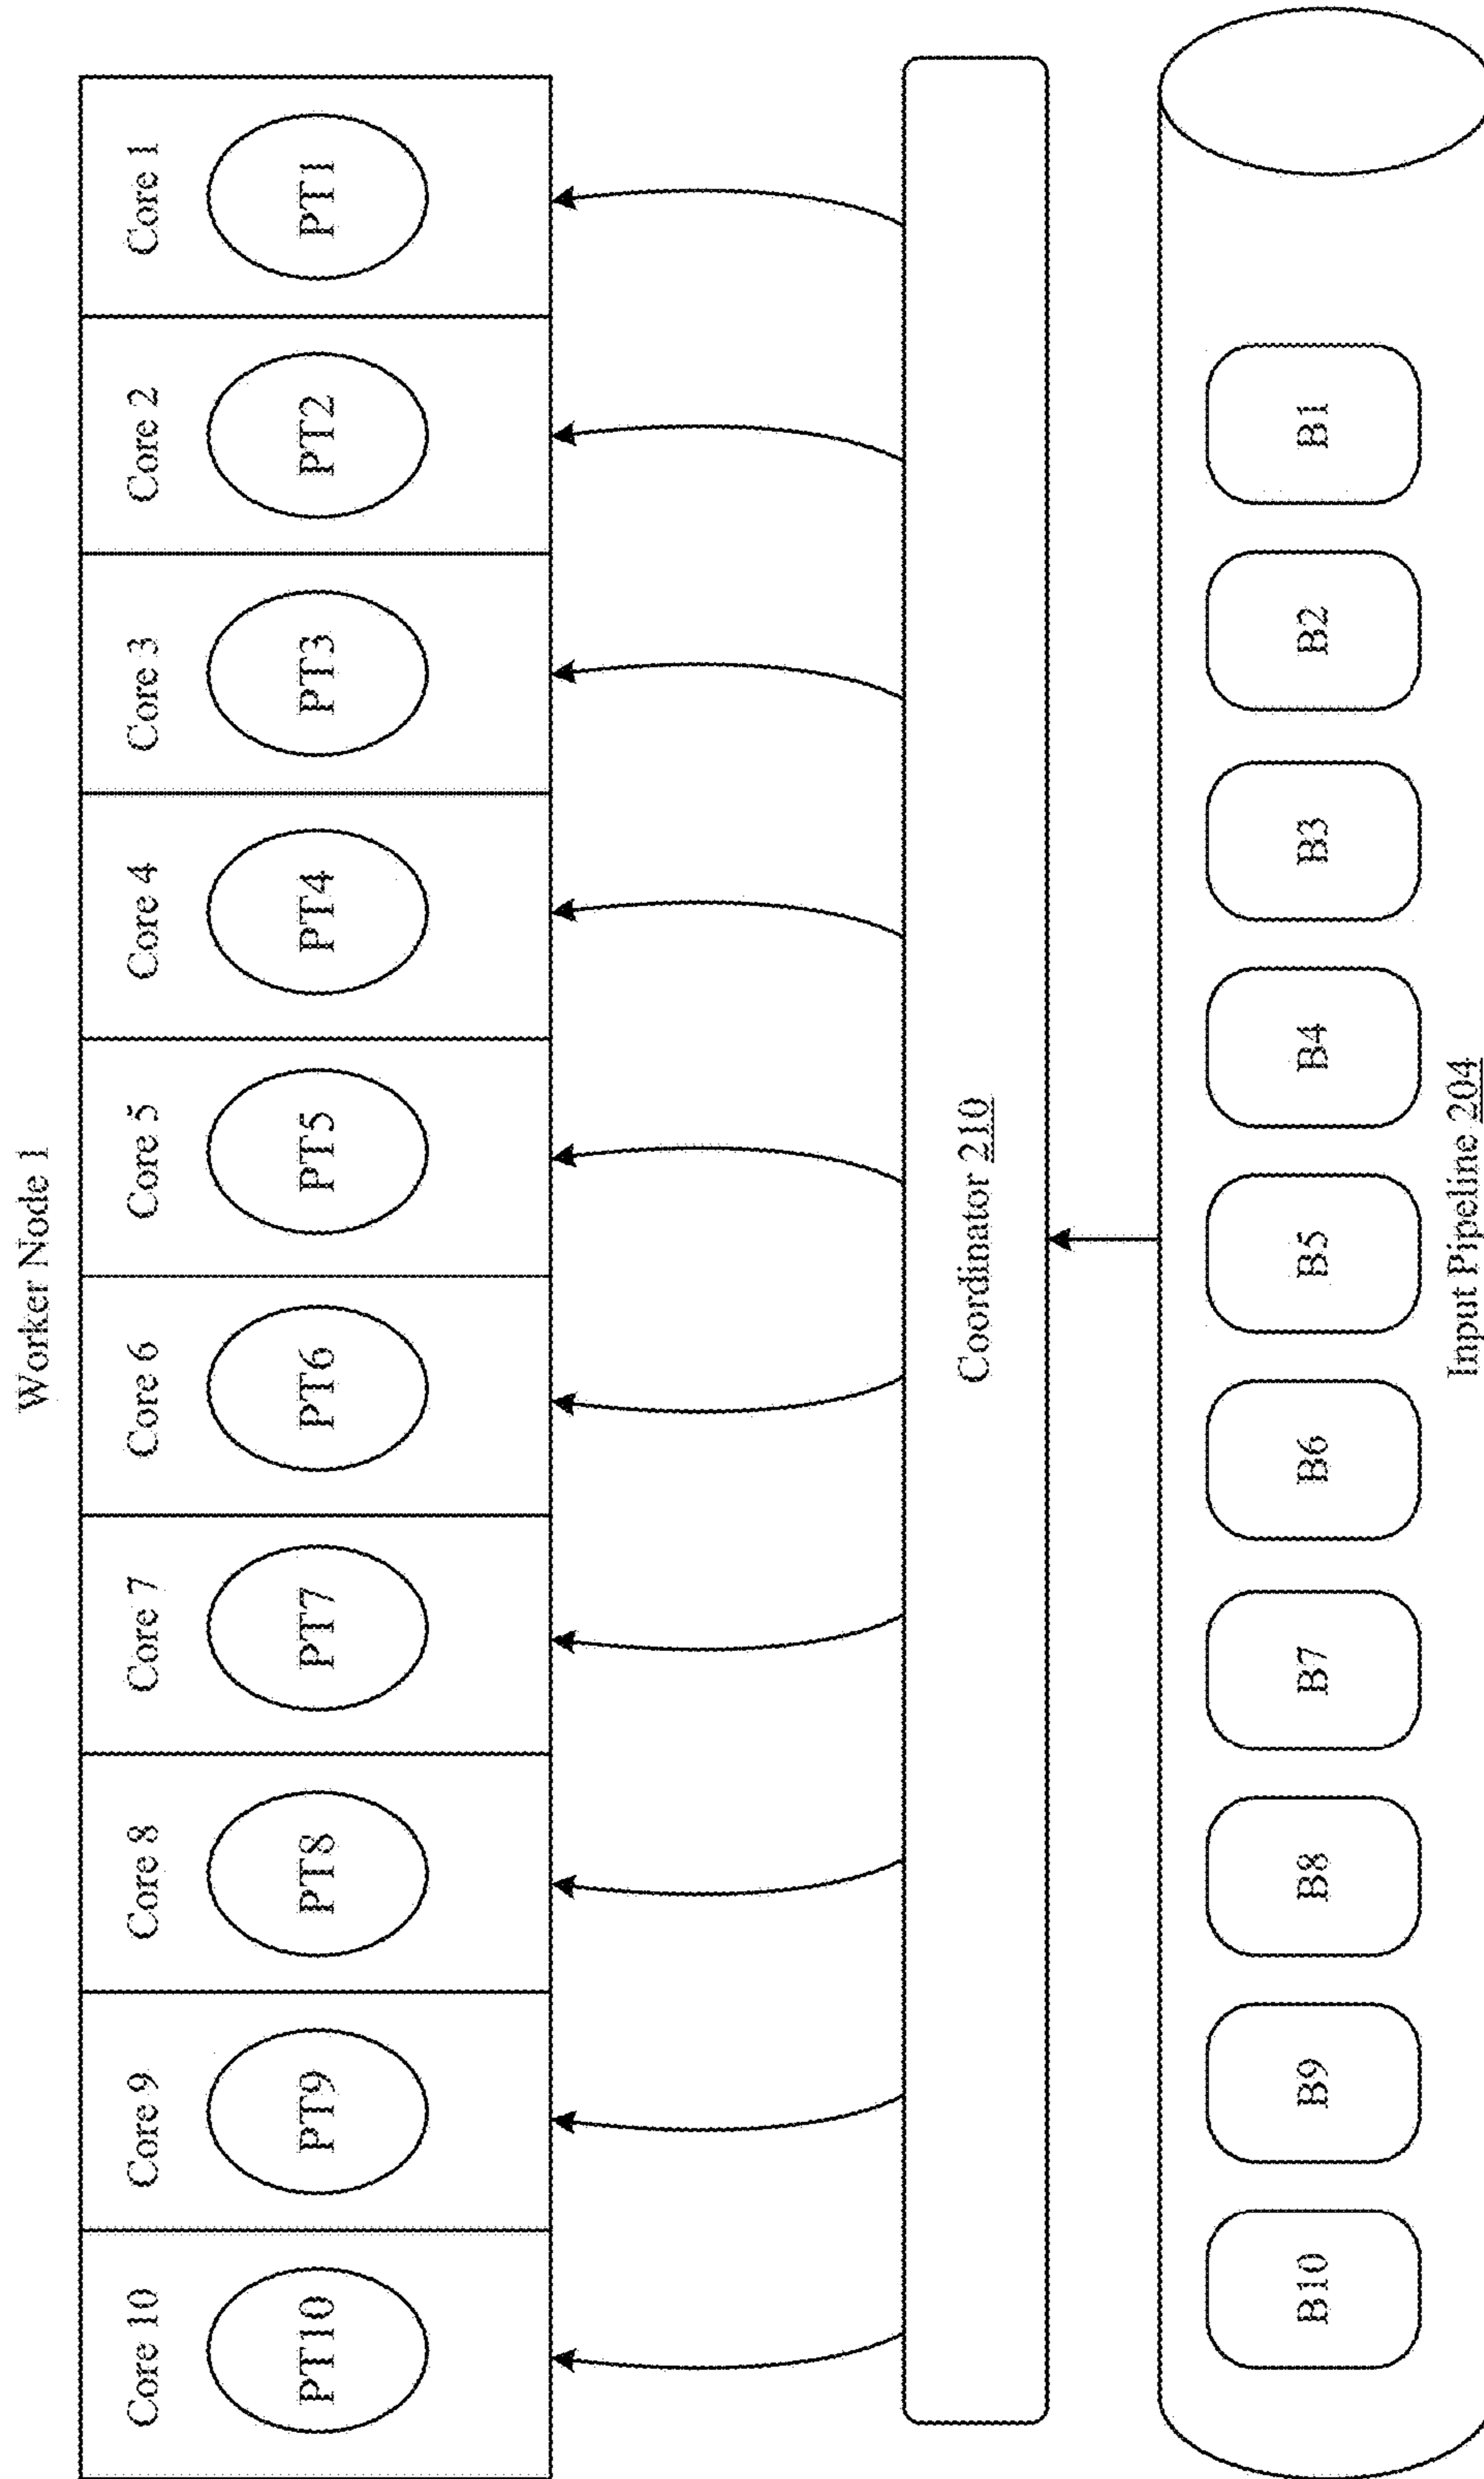 Worker Node 1
Core 10
Core 9
Core 8
Core 7
Core 6
Core 5
Core 4
Core 3
Core 2
Core 1
PT10
PT9
PT8
PT7
PT6
PT5
PT4
PT3
PT2
PT1
Coordinator 210
B10
B9
B8
B7
B6
B5
B4
B3
B2
B1
Input Pipeline 204